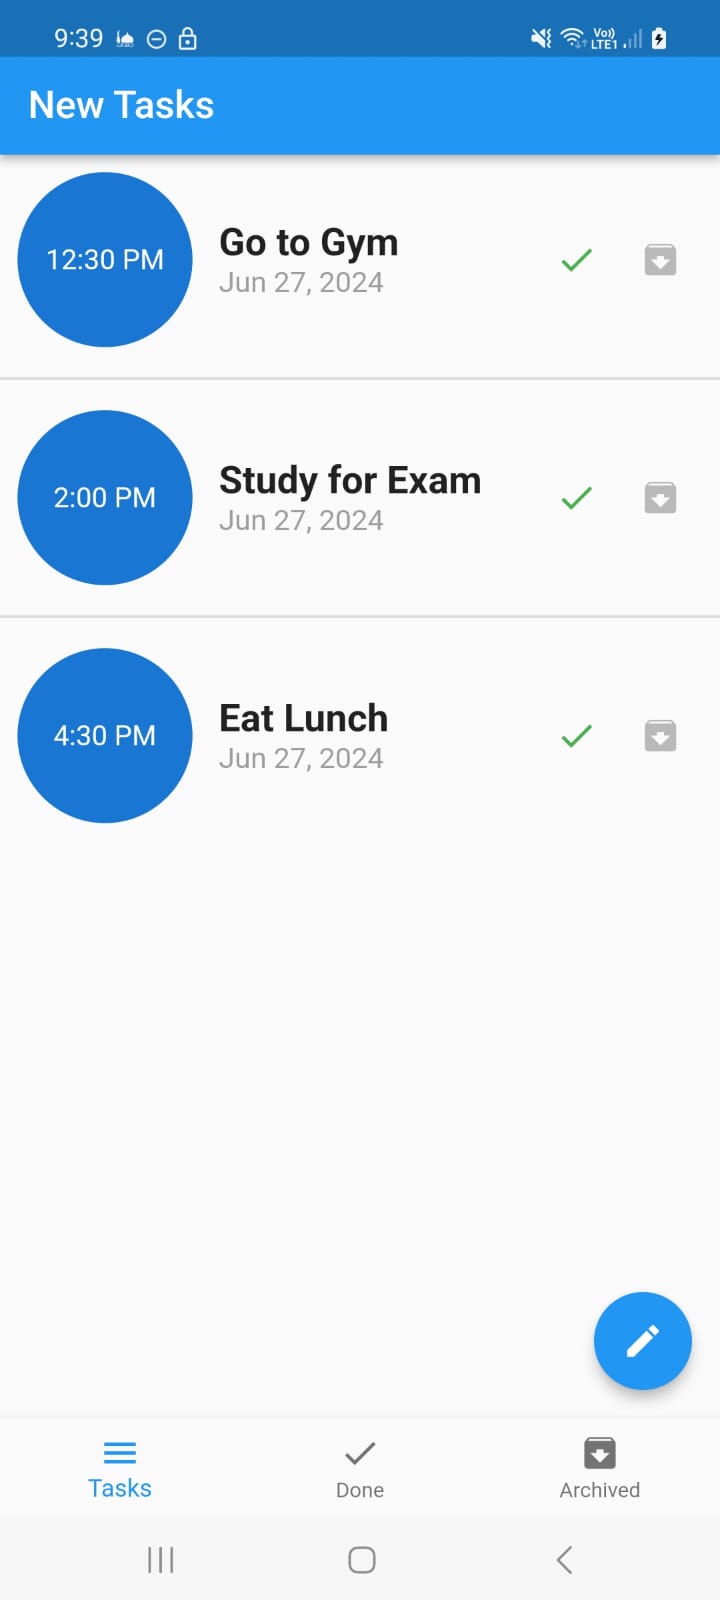 9:39
Vo))
LTE1
New Tasks
12:30 PM
Go to Gym
Jun 27, 2024
2:00 PM
Study for Exam
Jun 27, 2024
4:30 PM
Eat Lunch
Jun 27, 2024
Tasks
Done
Archived